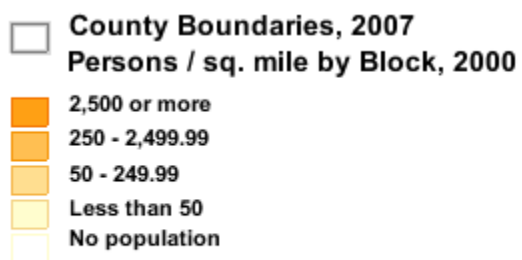 County Boundaries, 2007
Persons / sq. mile by Block, 2000
2,500 or more
250 - 2,499.99
50 - 249.99
Less than 50
No population